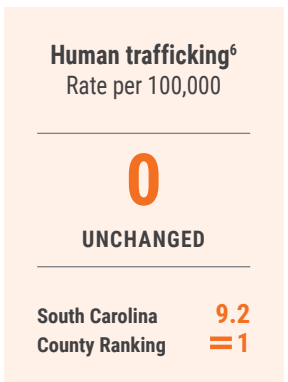 Human trafficking⁶
Rate per 100,000
0
UNCHANGED
South Carolina 9.2
County Ranking =1